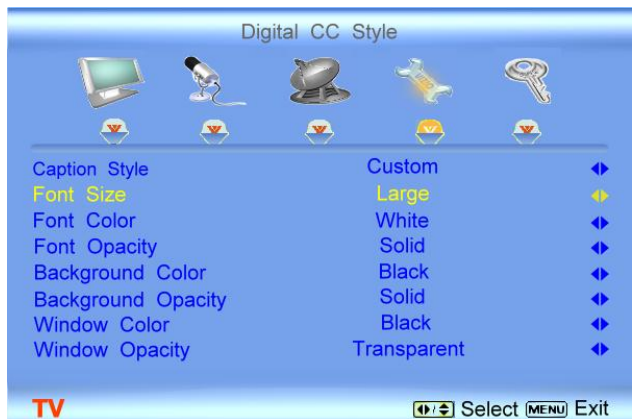 Digital CC Style
Caption Style Custom
Font Size Large
Font Color White
Font Opacity Solid
Background Color Black
Background Opacity Solid
Window Color Black
Window Opacity Transparent
TV Select MENU Exit